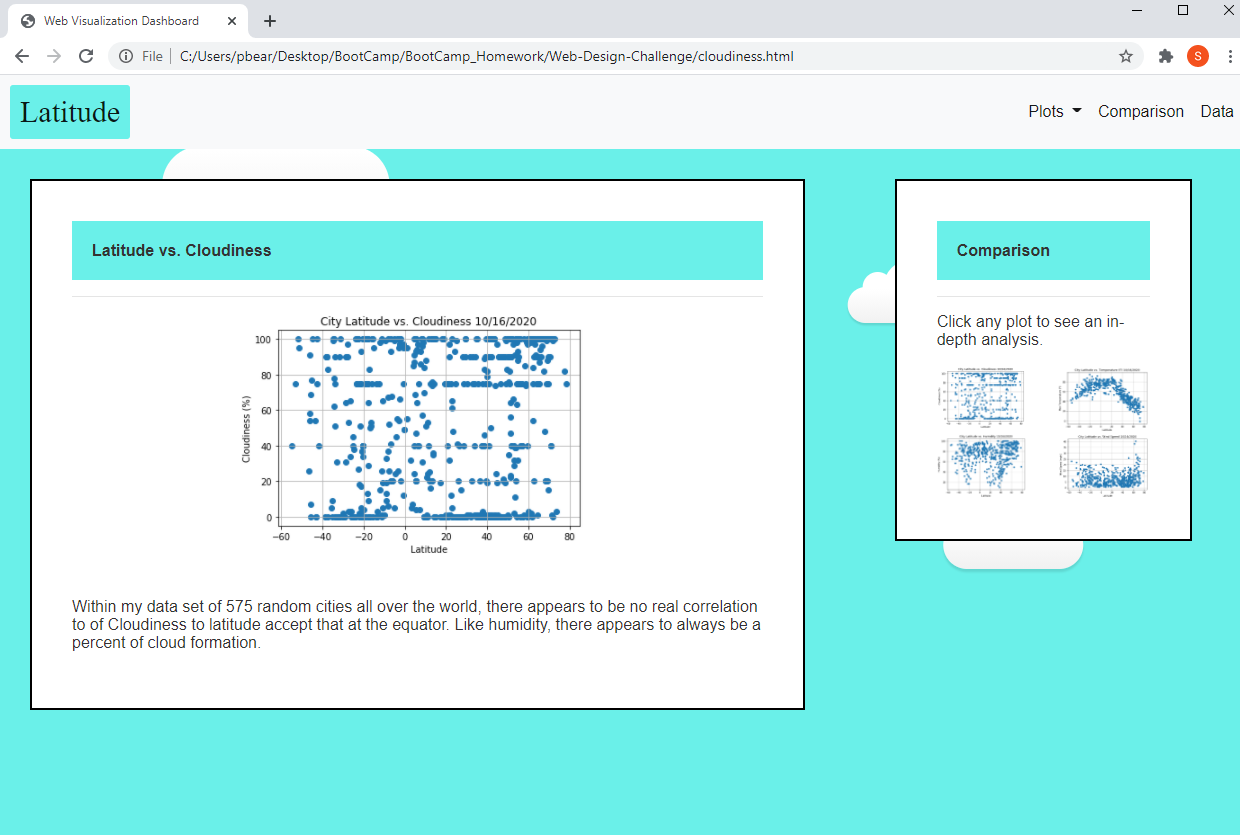 Web Visualization Dashboard
File | C:/Users/pbear/Desktop/BootCamp/BootCamp_Homework/Web-Design-Challenge/cloudiness.html
S
Latitude
Plots Comparison Data
Latitude vs. Cloudiness
City Latitude vs. Cloudiness 10/16/2020
100
80
60
40
20
0
Cloudiness (%)
−60 −40 −20 0 20 40 60 80
Latitude
Within my data set of 575 random cities all over the world, there appears to be no real correlation
to of Cloudiness to latitude accept that at the equator. Like humidity, there appears to always be a
percent of cloud formation.
Comparison
Click any plot to see an in-
depth analysis.